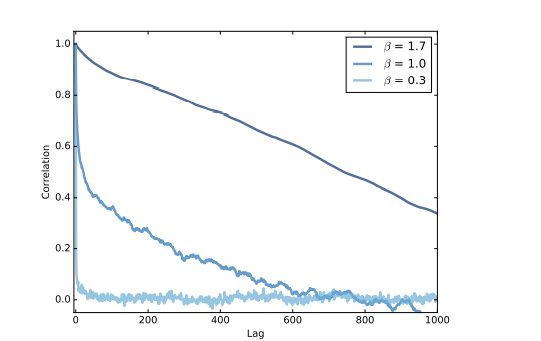 1.0
0.8
0.6
0.4
0.2
0.0
Correlation
0 200 400 600 800 1000
Lag
β = 1.7
β = 1.0
β = 0.3